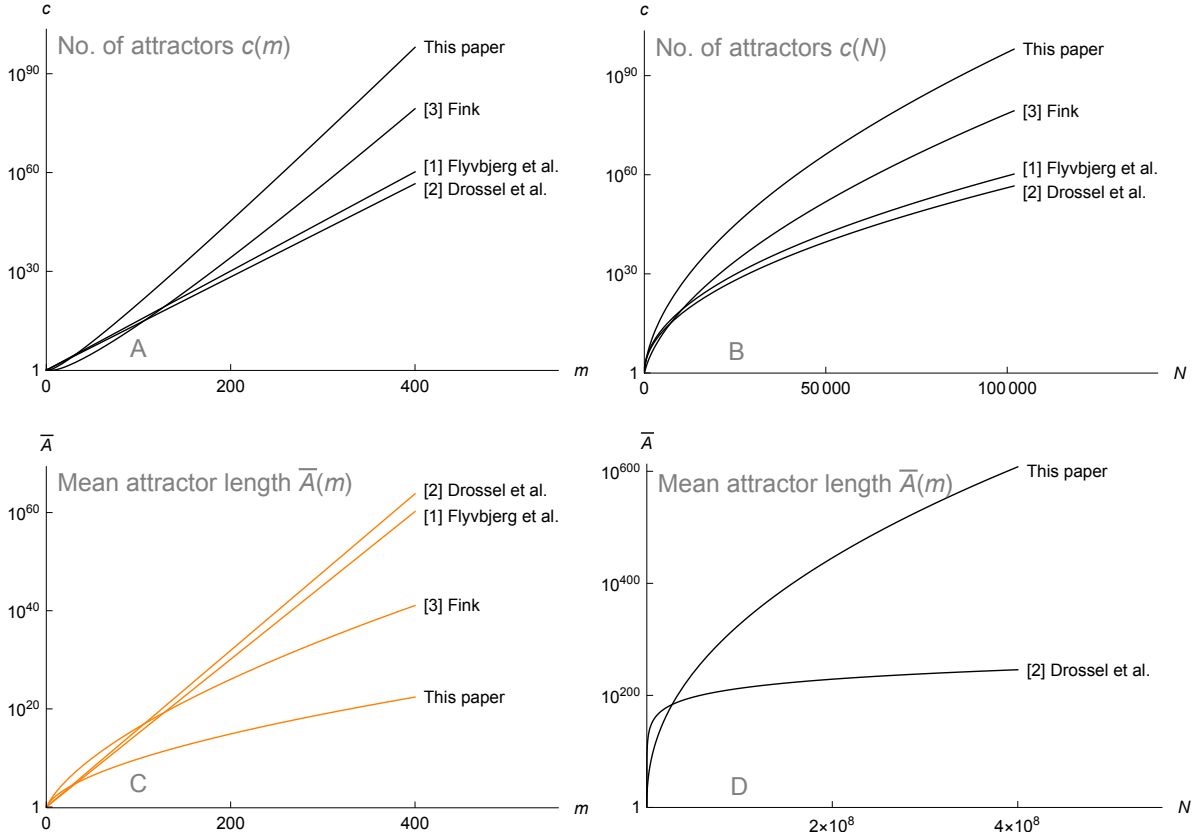 c
No. of attractors c(m)
10^90
10^60
10^30
1
0
200
400
m
This paper
[3] Fink
[1] Flyvbjerg et al.
[2] Drossel et al.
A
c
No. of attractors c(N)
10^90
10^60
10^30
1
0
50 000
100 000
N
This paper
[3] Fink
[1] Flyvbjerg et al.
[2] Drossel et al.
B
A̅
Mean attractor length A̅(m)
10^60
10^40
10^20
1
0
200
400
m
[2] Drossel et al.
[1] Flyvbjerg et al.
[3] Fink
This paper
C
A̅
Mean attractor length A̅(m)
10^600
10^400
10^200
1
2×10^8
4×10^8
N
This paper
[2] Drossel et al.
D